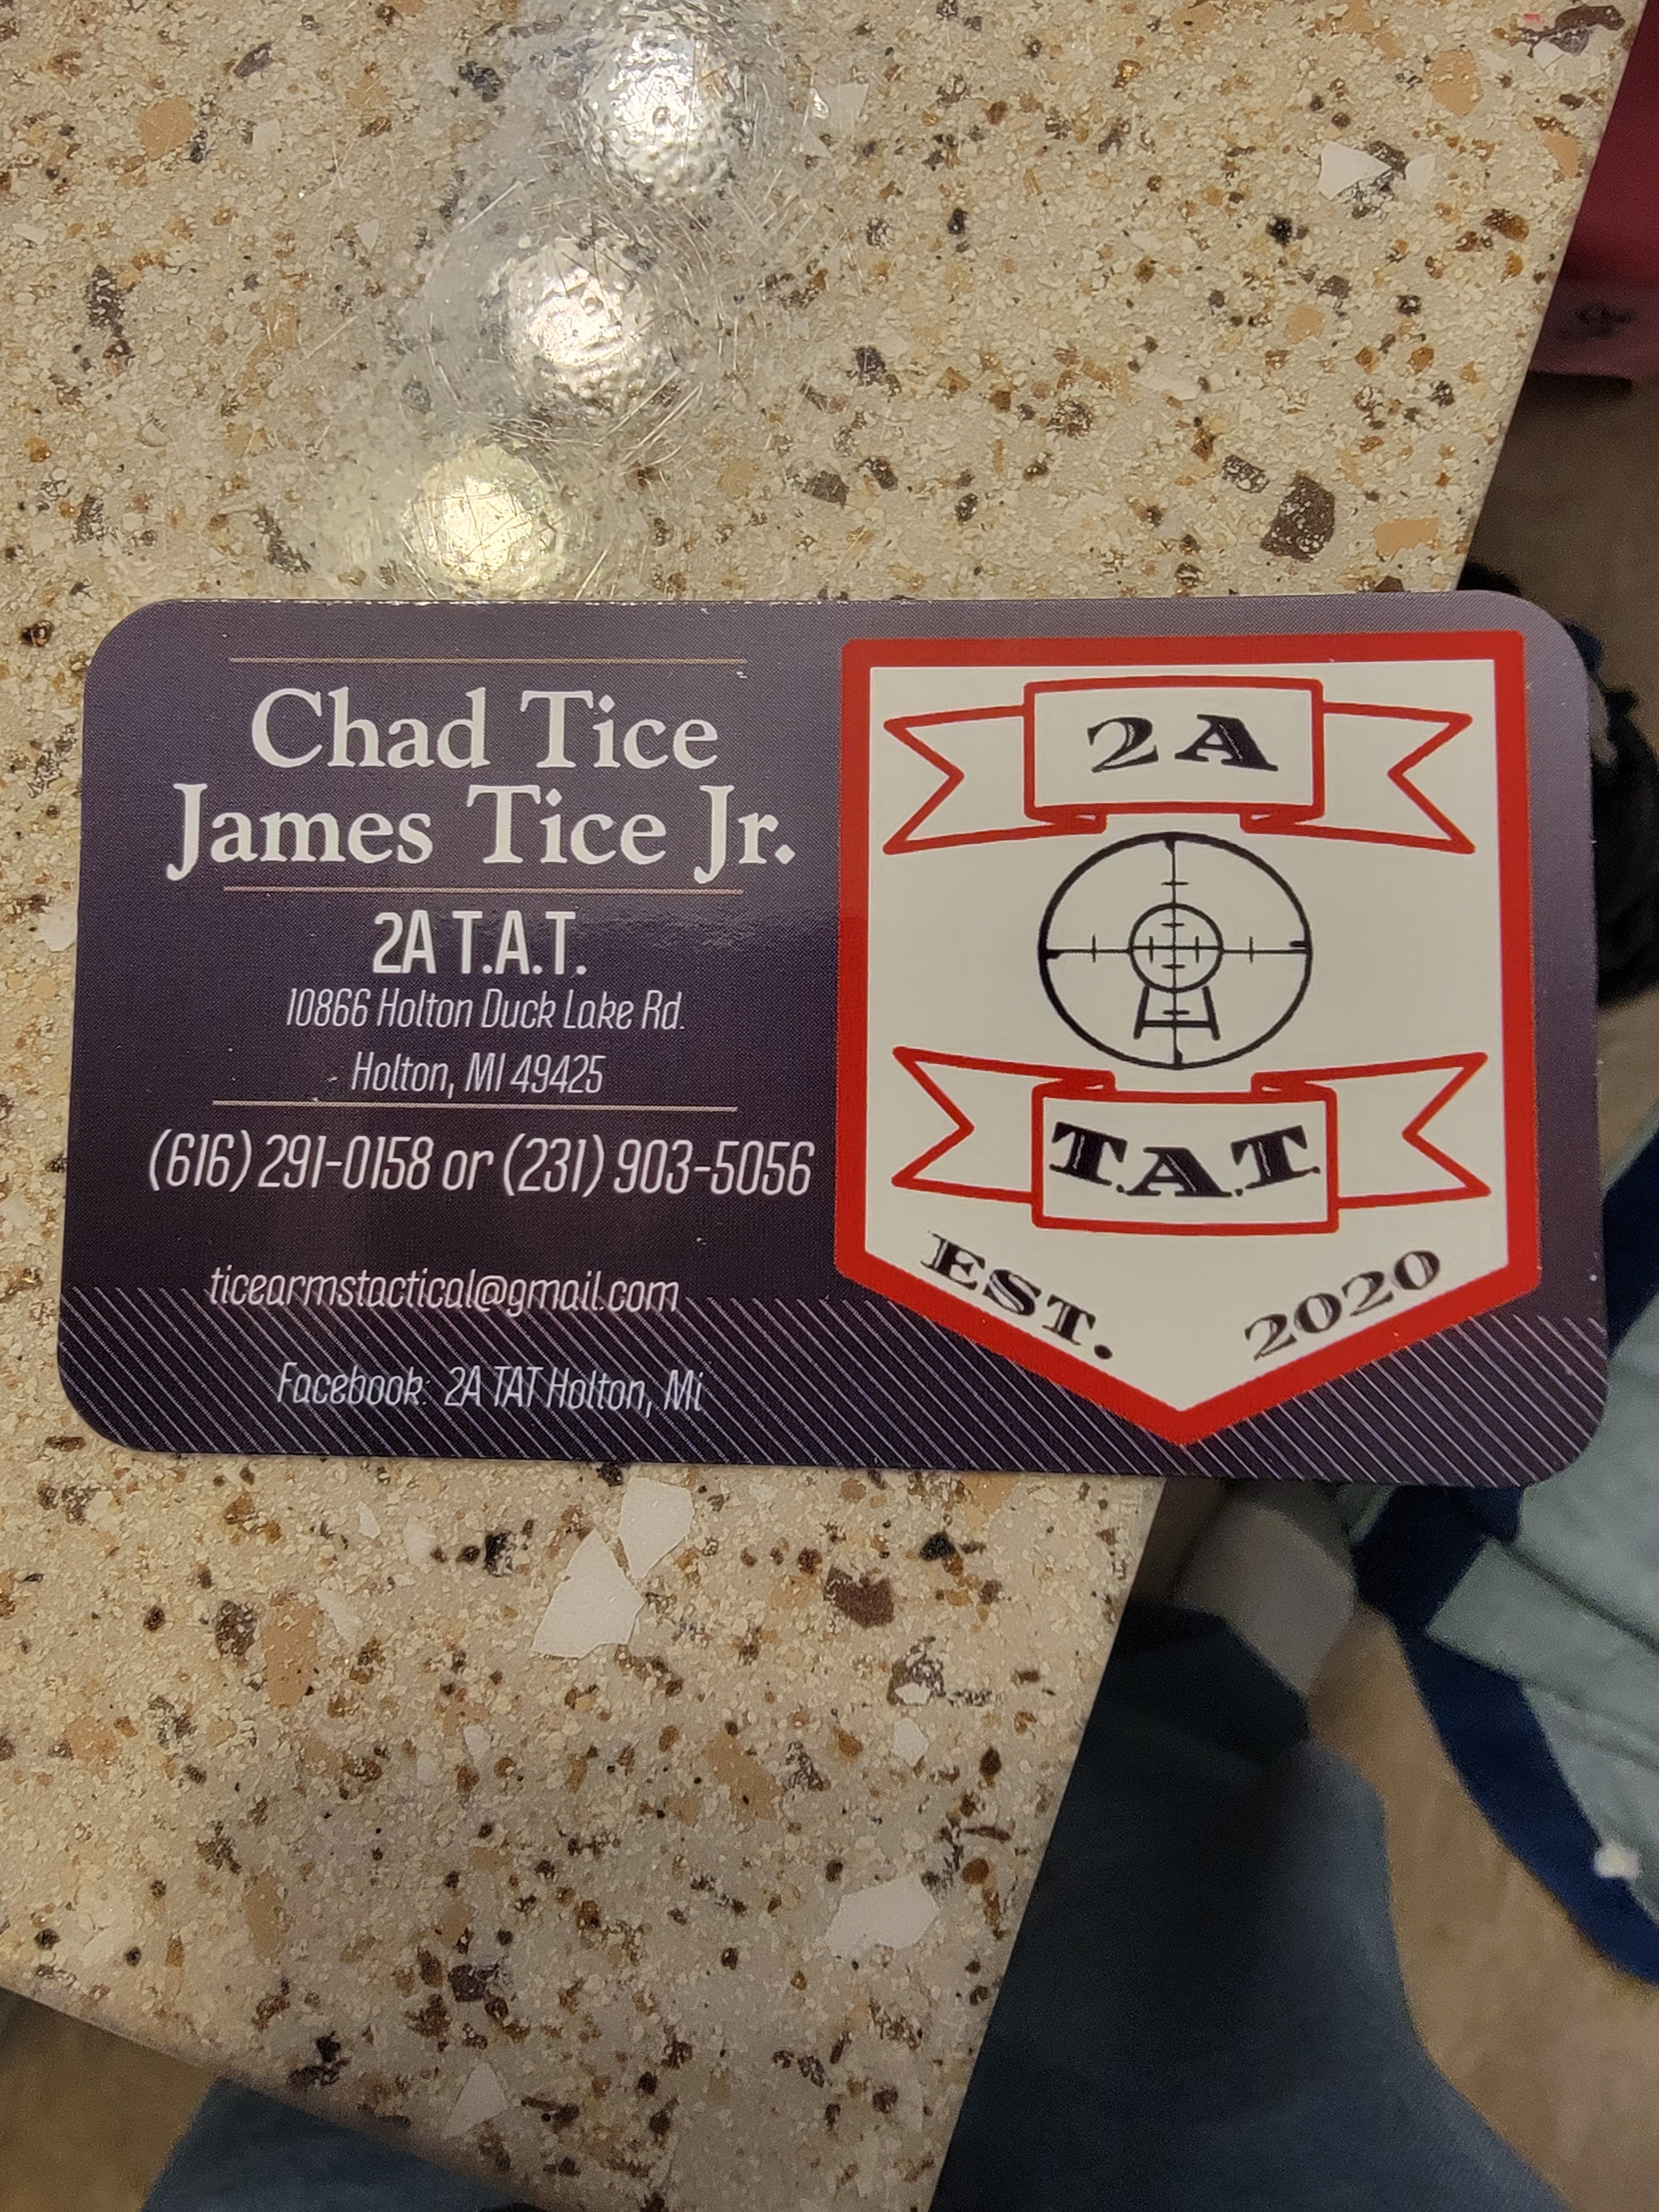 Chad Tice
James Tice Jr.
2A T.A.T.
10866 Holton Duck Lake Rd.
Holton, MI 49425
(616) 291-0158 or (231) 903-5056
ticearmstactical@gmail.com
Facebook: 2A TAT Holton, Mi
2A
T.A.T.
EST. 2020